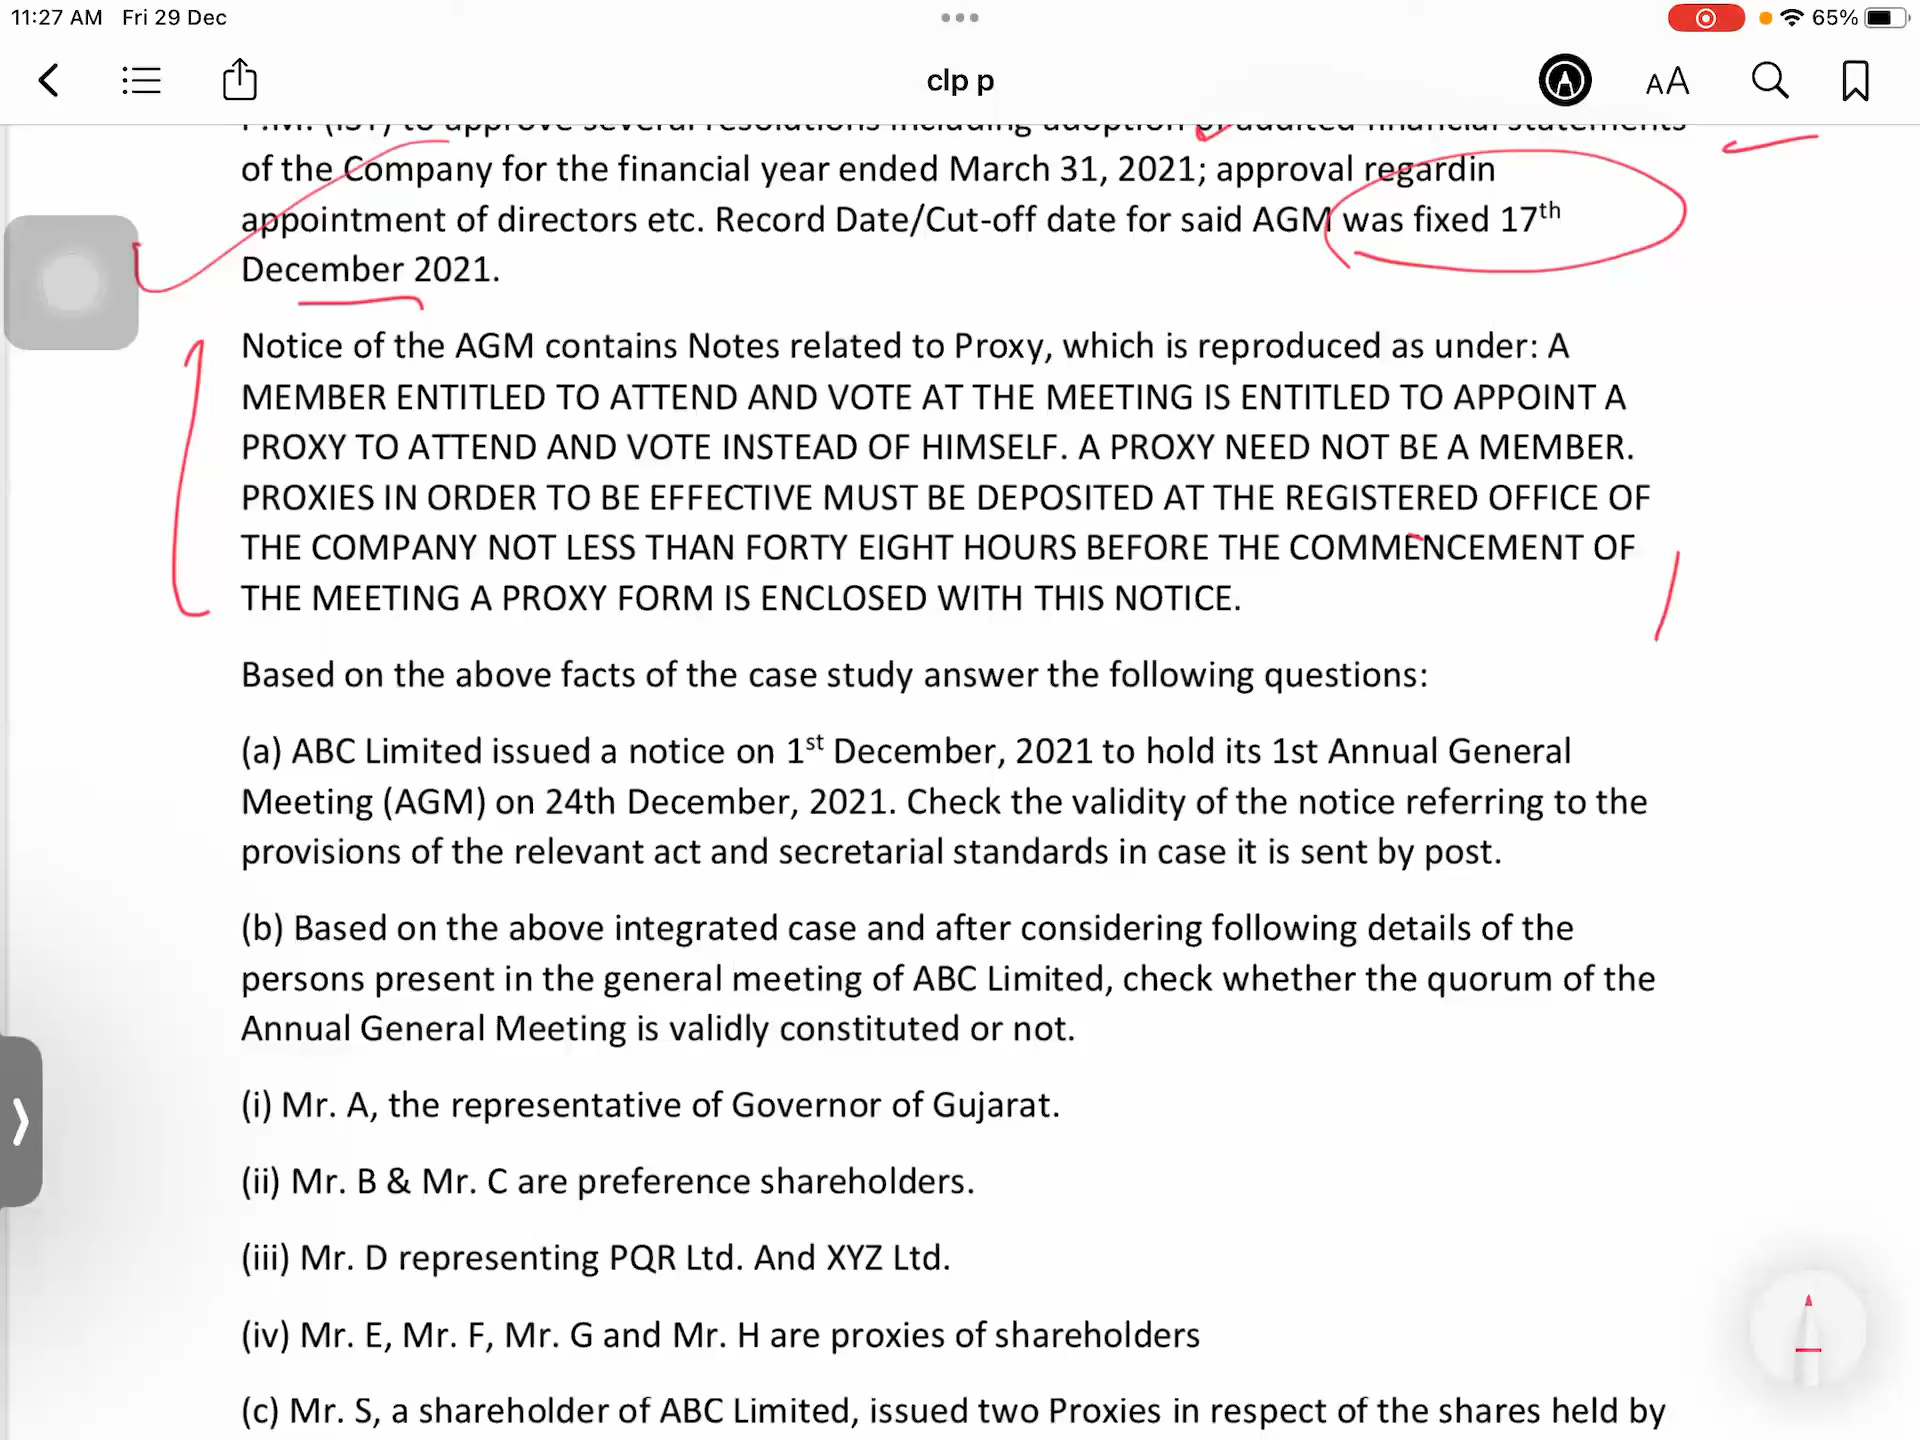 11:27 AM Fri 29 Dec
65%
clp p
AA
P.M. (IST) to approve several resolutions including adoption of audited financial statements
of the Company for the financial year ended March 31, 2021; approval regardin
appointment of directors etc. Record Date/Cut-off date for said AGM was fixed 17th
December 2021.
Notice of the AGM contains Notes related to Proxy, which is reproduced as under: A
MEMBER ENTITLED TO ATTEND AND VOTE AT THE MEETING IS ENTITLED TO APPOINT A
PROXY TO ATTEND AND VOTE INSTEAD OF HIMSELF. A PROXY NEED NOT BE A MEMBER.
PROXIES IN ORDER TO BE EFFECTIVE MUST BE DEPOSITED AT THE REGISTERED OFFICE OF
THE COMPANY NOT LESS THAN FORTY EIGHT HOURS BEFORE THE COMMENCEMENT OF
THE MEETING A PROXY FORM IS ENCLOSED WITH THIS NOTICE.
Based on the above facts of the case study answer the following questions:
(a) ABC Limited issued a notice on 1st December, 2021 to hold its 1st Annual General
Meeting (AGM) on 24th December, 2021. Check the validity of the notice referring to the
provisions of the relevant act and secretarial standards in case it is sent by post.
(b) Based on the above integrated case and after considering following details of the
persons present in the general meeting of ABC Limited, check whether the quorum of the
Annual General Meeting is validly constituted or not.
(i) Mr. A, the representative of Governor of Gujarat.
(ii) Mr. B & Mr. C are preference shareholders.
(iii) Mr. D representing PQR Ltd. And XYZ Ltd.
(iv) Mr. E, Mr. F, Mr. G and Mr. H are proxies of shareholders
(c) Mr. S, a shareholder of ABC Limited, issued two Proxies in respect of the shares held by